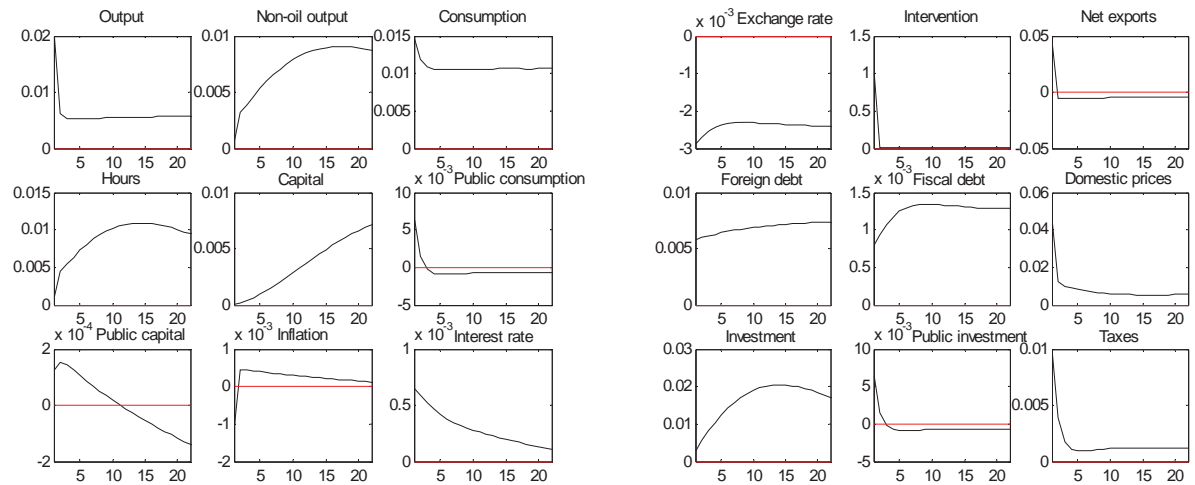 Output
0.02
0.01
0
5 10 15 20
Non-oil output
0.01
0.005
0
5 10 15 20
Consumption
0.015
0.01
0.005
0
5 10 15 20
x 10^-3 Exchange rate
0
-1
-2
-3
5 10 15 20
Intervention
1.5
1
0.5
0
5 10 15 20
Net exports
0.05
0
-0.05
5 10 15 20
Hours
0.015
0.01
0.005
0
5 10 15 20
Capital
0.01
0.005
0
5 10 15 20
x 10^-3 Public consumption
10
5
0
-5
5 10 15 20
Foreign debt
0.01
0.005
0
5 10 15 20
x 10^-3 Fiscal debt
1.5
1
0.5
0
5 10 15 20
Domestic prices
0.06
0.04
0.02
0
5 10 15 20
x 10^-4 Public capital
2
0
-2
5 10 15 20
x 10^-3 Inflation
1
0
-1
-2
5 10 15 20
x 10^-3 Interest rate
1
0.5
0
5 10 15 20
Investment
0.03
0.02
0.01
0
5 10 15 20
x 10^-3 Public investment
10
5
0
-5
5 10 15 20
Taxes
0.01
0.005
0
5 10 15 20